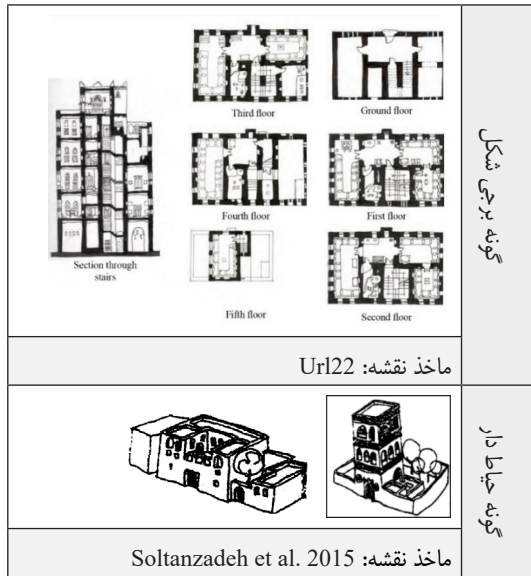 گونه برجی شکل
Third floor
Ground floor
Fourth floor
First floor
Section through
stairs
Fifth floor
Second floor
ماخذ نقشه: Url22
گونه حیاط دار
ماخذ نقشه: Soltanzadeh et al. 2015